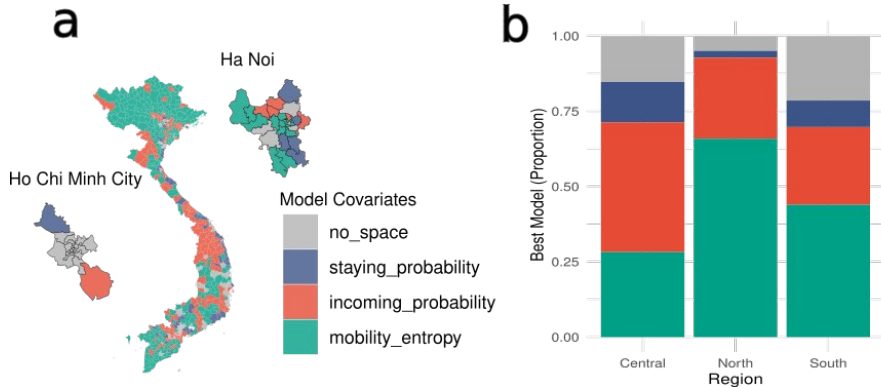 a
Ha Noi
Ho Chi Minh City
Model Covariates
no_space
staying_probability
incoming_probability
mobility_entropy
b
Best Model (Proportion)
1.00
0.75
0.50
0.25
0.00
Central
North
South
Region